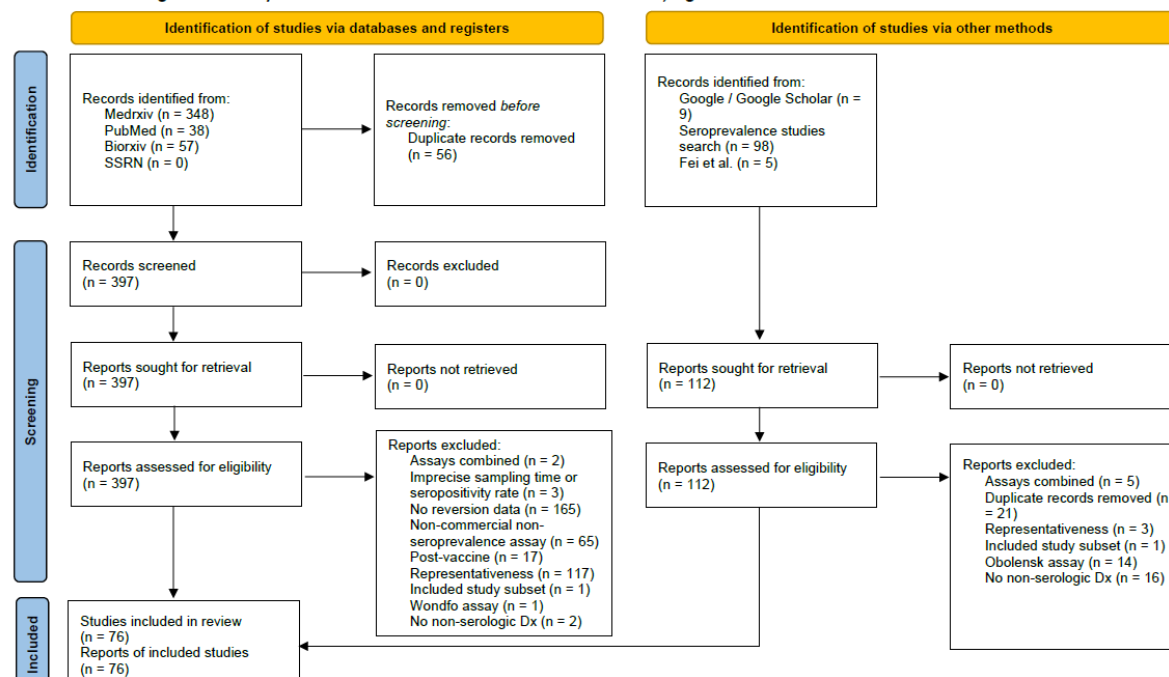 Identification of studies via databases and registers
Identification of studies via other methods
Identification
Records identified from:
Medrxiv (n = 348)
PubMed (n = 38)
Biorxiv (n = 57)
SSRN (n = 0)
Records removed before
screening:
Duplicate records removed
(n = 56)
Records identified from:
Google / Google Scholar (n =
9)
Seroprevalence studies
search (n = 98)
Fei et al. (n = 5)
Screening
Records screened
(n = 397)
Records excluded
(n = 0)
Reports sought for retrieval
(n = 397)
Reports not retrieved
(n = 0)
Reports sought for retrieval
(n = 112)
Reports not retrieved
(n = 0)
Reports assessed for eligibility
(n = 397)
Reports excluded:
Assays combined (n = 2)
Imprecise sampling time or
seropositivity rate (n = 3)
No reversion data (n = 165)
Non-commercial non-
seroprevalence assay (n = 65)
Post-vaccine (n = 17)
Representativeness (n = 117)
Included study subset (n = 1)
Wondfo assay (n = 1)
No non-serologic Dx (n = 2)
Reports assessed for eligibility
(n = 112)
Reports excluded:
Assays combined (n = 5)
Duplicate records removed (n
= 21)
Representativeness (n = 3)
Included study subset (n = 1)
Obolensk assay (n = 14)
No non-serologic Dx (n = 16)
Included
Studies included in review
(n = 76)
Reports of included studies
(n = 76)